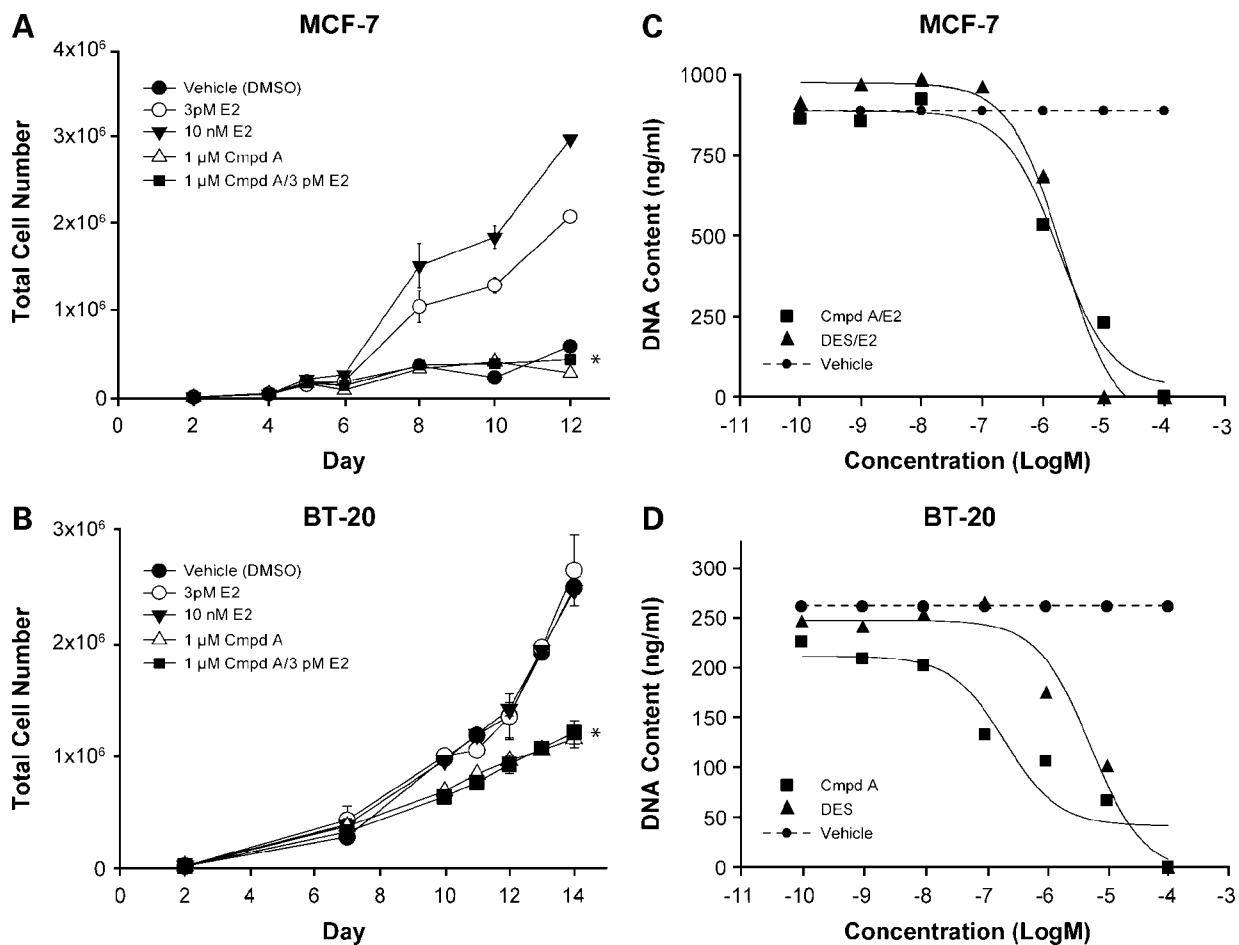 A
MCF-7
4x10⁶
3x10⁶
2x10⁶
1x10⁶
0
Total Cell Number
Vehicle (DMSO)
3pM E2
10 nM E2
1 µM Cmpd A
1 µM Cmpd A/3 pM E2
*
0 2 4 6 8 10 12
Day
C
MCF-7
1000
750
500
250
0
DNA Content (ng/ml)
Cmpd A/E2
DES/E2
Vehicle
-11 -10 -9 -8 -7 -6 -5 -4 -3
Concentration (LogM)
B
BT-20
3x10⁶
2x10⁶
1x10⁶
0
Total Cell Number
Vehicle (DMSO)
3pM E2
10 nM E2
1 µM Cmpd A
1 µM Cmpd A/3 pM E2
*
0 2 4 6 8 10 12 14
Day
D
BT-20
300
250
200
150
100
50
0
DNA Content (ng/ml)
Cmpd A
DES
Vehicle
-11 -10 -9 -8 -7 -6 -5 -4 -3
Concentration (LogM)